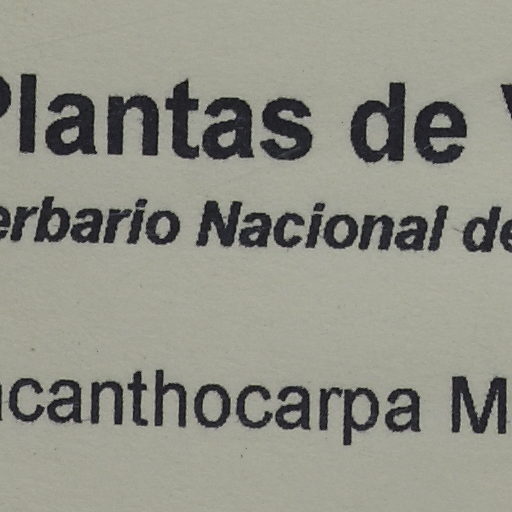 Plantas de V
erbario Nacional de
acanthocarpa M